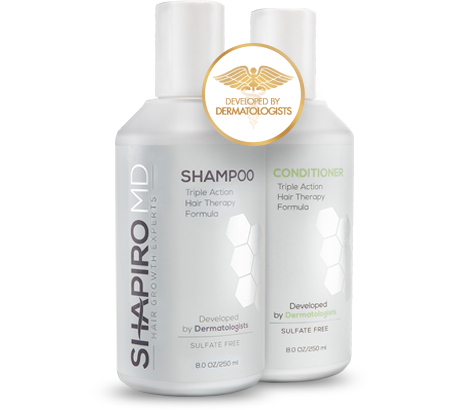 DEVELOPED BY
DERMATOLOGISTS
SHAPIRO MD
HAIR GROWTH EXPERTS
SHAMPOO
Triple Action
Hair Therapy
Formula
Developed
by Dermatologists
SULFATE FREE
8.0 OZ/250 ml
CONDITIONER
Triple Action
Hair Therapy
Formula
Developed
by Dermatologists
SULFATE FREE
8.0 OZ/250 ml